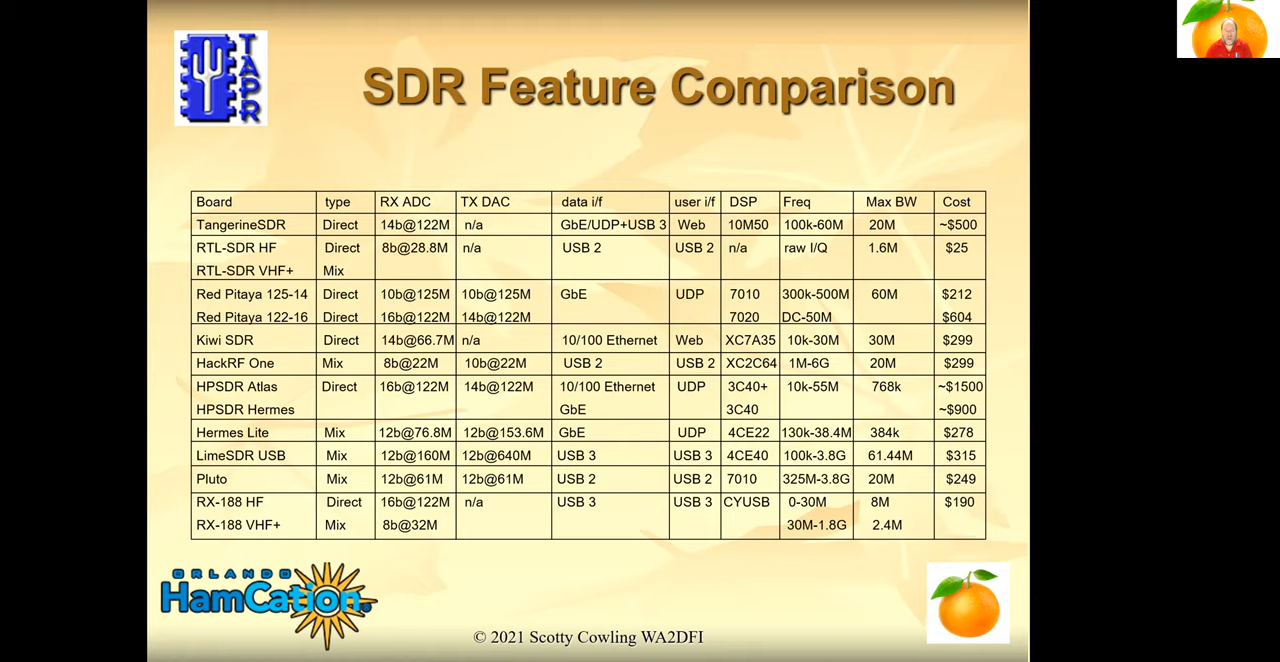 TAPR
SDR Feature Comparison
Board type RX ADC TX DAC data i/f user i/f DSP Freq Max BW Cost
TangerineSDR Direct 14b@122M n/a GbE/UDP+USB 3 Web 10M50 100k-60M 20M ~$500
RTL-SDR HF Direct 8b@28.8M n/a USB 2 USB 2 n/a raw I/Q 1.6M $25
RTL-SDR VHF+ Mix
Red Pitaya 125-14 Direct 10b@125M 10b@125M GbE UDP 7010 300k-500M 60M $212
Red Pitaya 122-16 Direct 16b@122M 14b@122M 7020 DC-50M $604
Kiwi SDR Direct 14b@66.7M n/a 10/100 Ethernet Web XC7A35 10k-30M 30M $299
HackRF One Mix 8b@22M 10b@22M USB 2 USB 2 XC2C64 1M-6G 20M $299
HPSDR Atlas Direct 16b@122M 14b@122M 10/100 Ethernet UDP 3C40+ 10k-55M 768k ~$1500
HPSDR Hermes GbE 3C40 ~$900
Hermes Lite Mix 12b@76.8M 12b@153.6M GbE UDP 4CE22 130k-38.4M 384k $278
LimeSDR USB Mix 12b@160M 12b@640M USB 3 USB 3 4CE40 100k-3.8G 61.44M $315
Pluto Mix 12b@61M 12b@61M USB 2 USB 2 7010 325M-3.8G 20M $249
RX-188 HF Direct 16b@122M n/a USB 3 USB 3 CYUSB 0-30M 8M $190
RX-188 VHF+ Mix 8b@32M 30M-1.8G 2.4M
ORLANDO
HamCation
© 2021 Scotty Cowling WA2DFI